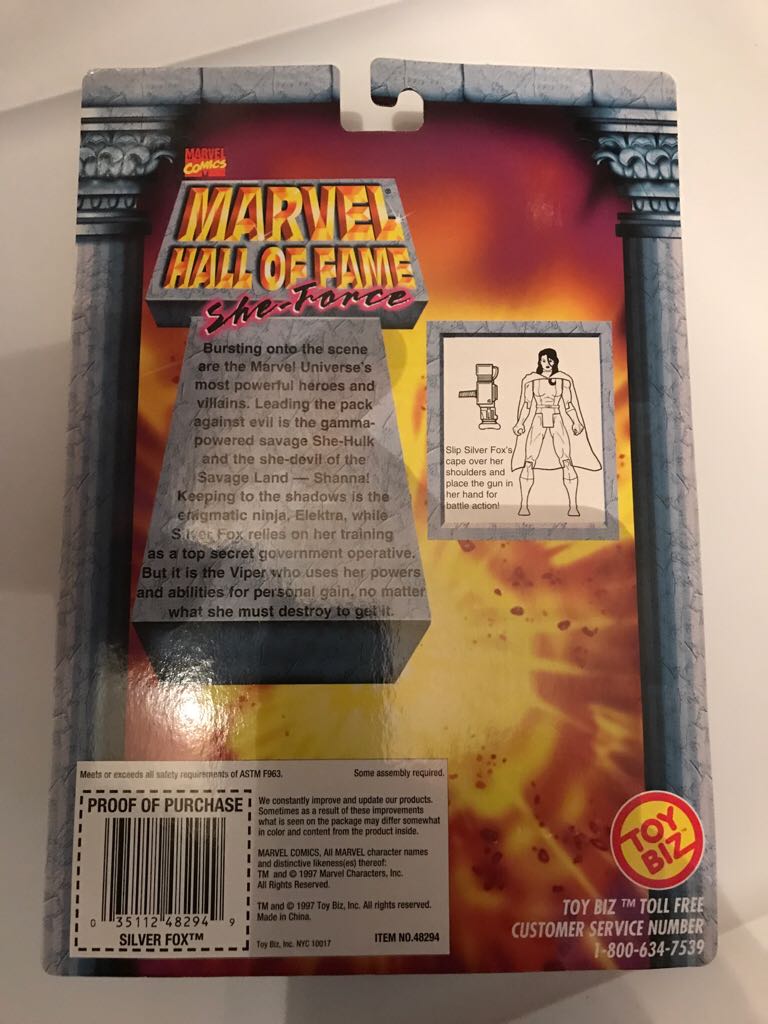 MARVEL
COMICS
MARVEL®
HALL OF FAME
She-Force
Bursting onto the scene
are the Marvel Universe's
most powerful heroes and
villains. Leading the pack
against evil is the gamma-
powered savage She-Hulk
and the she-devil of the
Savage Land — Shanna!
Keeping to the shadows is the
enigmatic ninja, Elektra, while
Silver Fox relies on her training
as a top secret government operative.
But it is the Viper who uses her powers
and abilities for personal gain, no matter
what she must destroy to get it.
Slip Silver Fox's
cape over her
shoulders and
place the gun in
her hand for
battle action!
Meets or exceeds all safety requirements of ASTM F963.
Some assembly required.
PROOF OF PURCHASE
0 35112 48294 9
SILVER FOX™
We constantly improve and update our products.
Sometimes as a result of these improvements
what is seen on the package may differ somewhat
in color and content from the product inside.
MARVEL COMICS, All MARVEL character names
and distinctive likeness(es) thereof:
TM and © 1997 Marvel Characters, Inc.
All Rights Reserved.
TM and © 1997 Toy Biz, Inc. All rights reserved.
Made in China.
Toy Biz, Inc. NYC 10017
ITEM NO.48294
TOY
BIZ™
TOY BIZ ™ TOLL FREE
CUSTOMER SERVICE NUMBER
1-800-634-7539